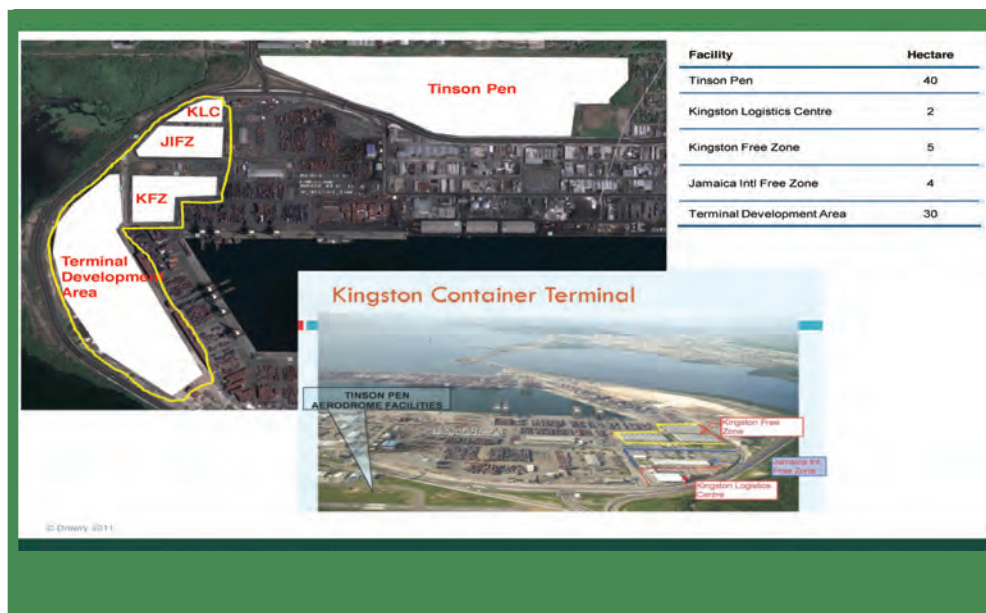 Tinson Pen
KLC
JIFZ
KFZ
Terminal
Development
Area
Facility Hectare
Tinson Pen 40
Kingston Logistics Centre 2
Kingston Free Zone 5
Jamaica Intl Free Zone 4
Terminal Development Area 30
Kingston Container Terminal
TINSON PEN
AERODROME FACILITIES
Kingston Free
Zone
Jamaica Int.
Free Zone
Kingston Logistics
Centre
© Drewry 2011